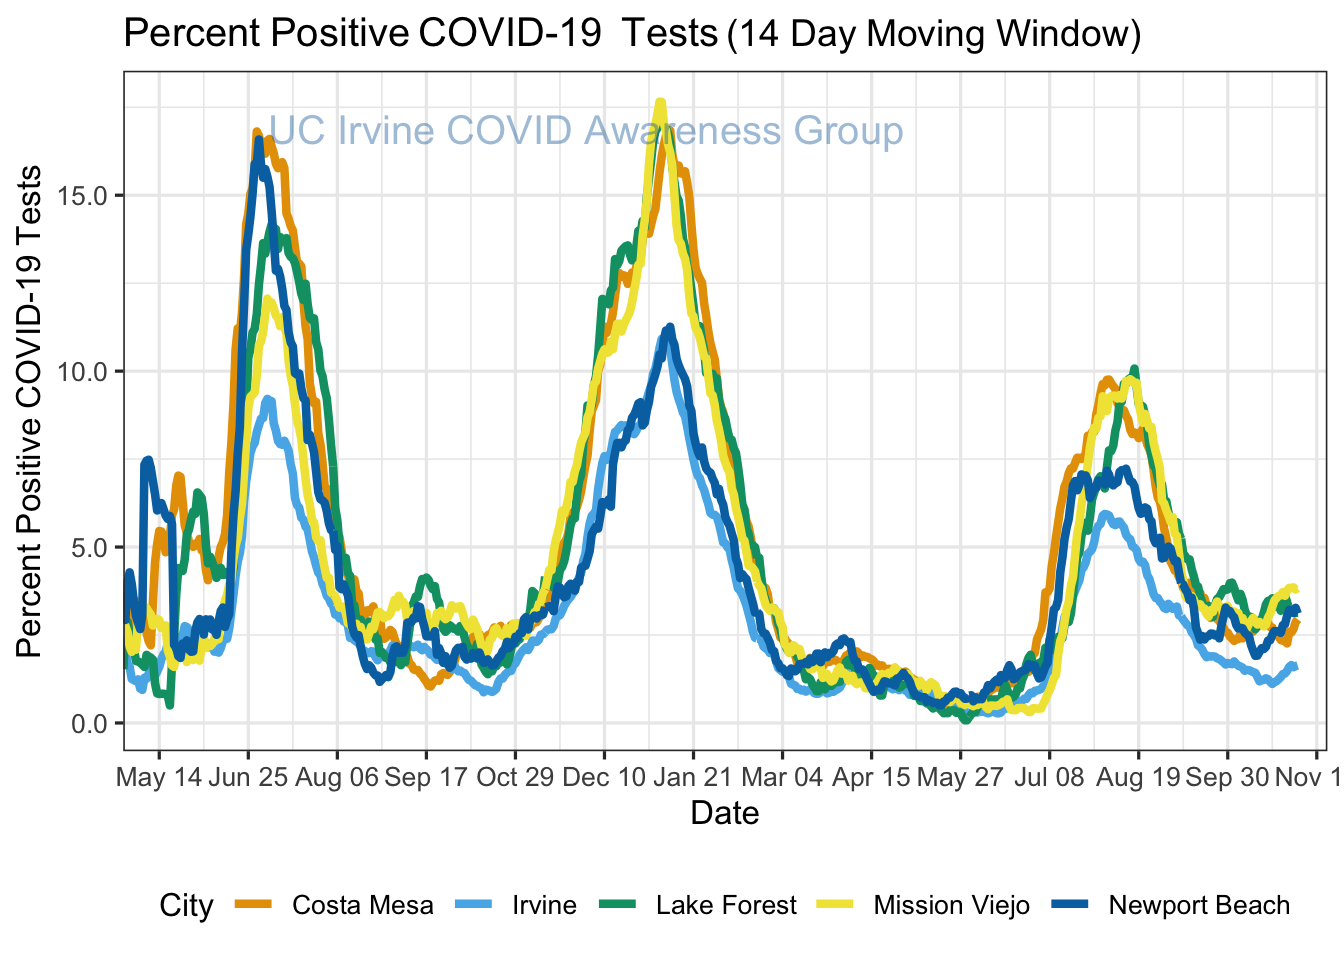 Percent Positive COVID-19 Tests (14 Day Moving Window)
UC Irvine COVID Awareness Group
Percent Positive COVID-19 Tests
15.0
10.0
5.0
0.0
May 14 Jun 25 Aug 06 Sep 17 Oct 29 Dec 10 Jan 21 Mar 04 Apr 15 May 27 Jul 08 Aug 19 Sep 30 Nov 1
Date
City Costa Mesa Irvine Lake Forest Mission Viejo Newport Beach